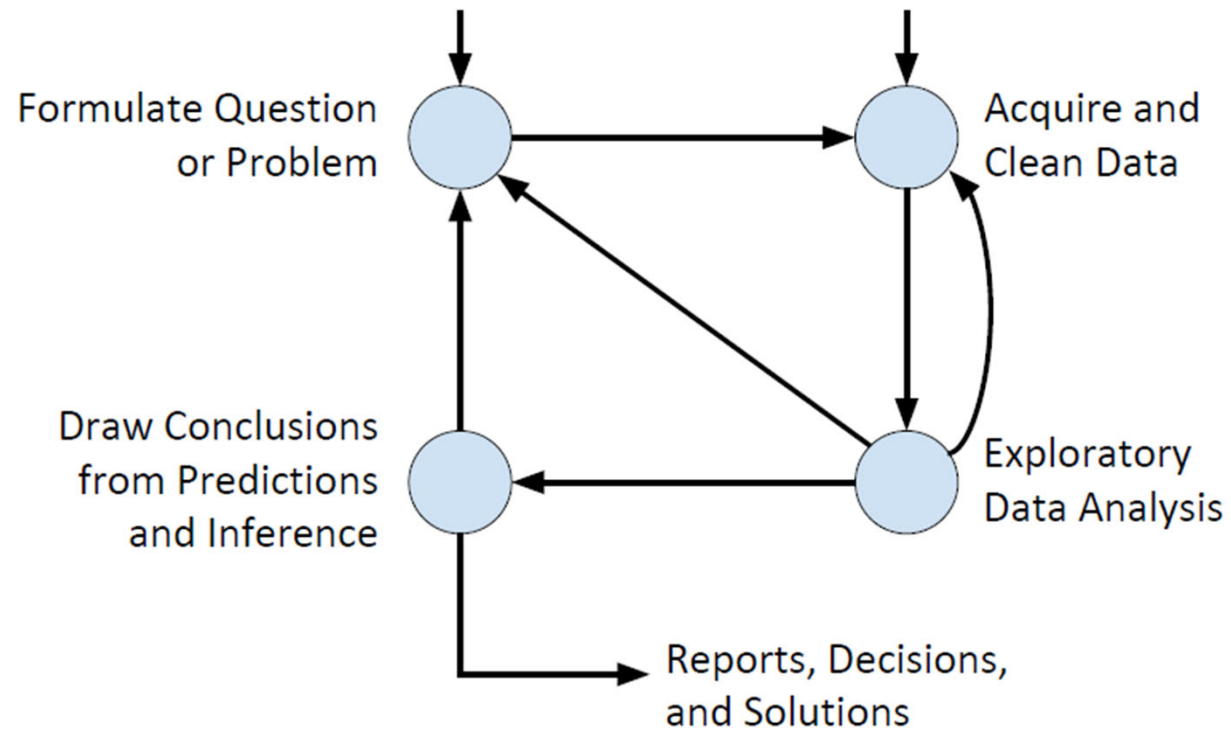 Formulate Question
or Problem
Acquire and
Clean Data
Draw Conclusions
from Predictions
and Inference
Exploratory
Data Analysis
Reports, Decisions,
and Solutions